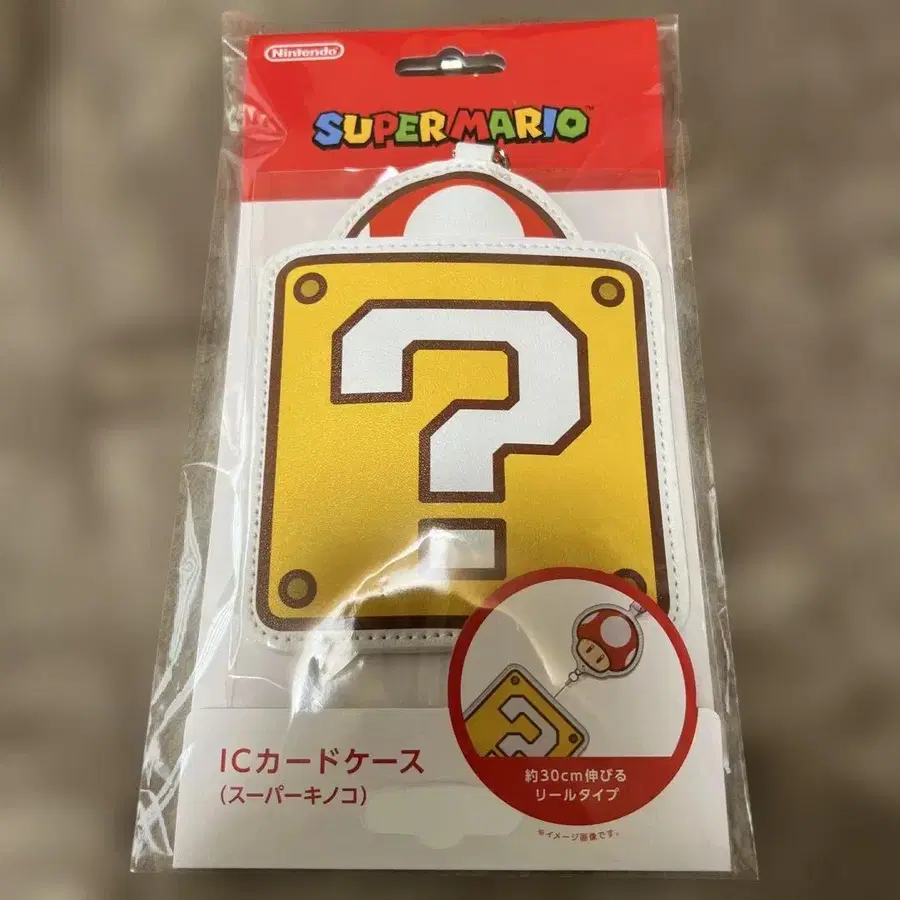 Nintendo
SUPER MARIO™
?
?
ICカードケース
(スーパーキノコ)
約30cm伸びる
リールタイプ
※イメージ画像です。